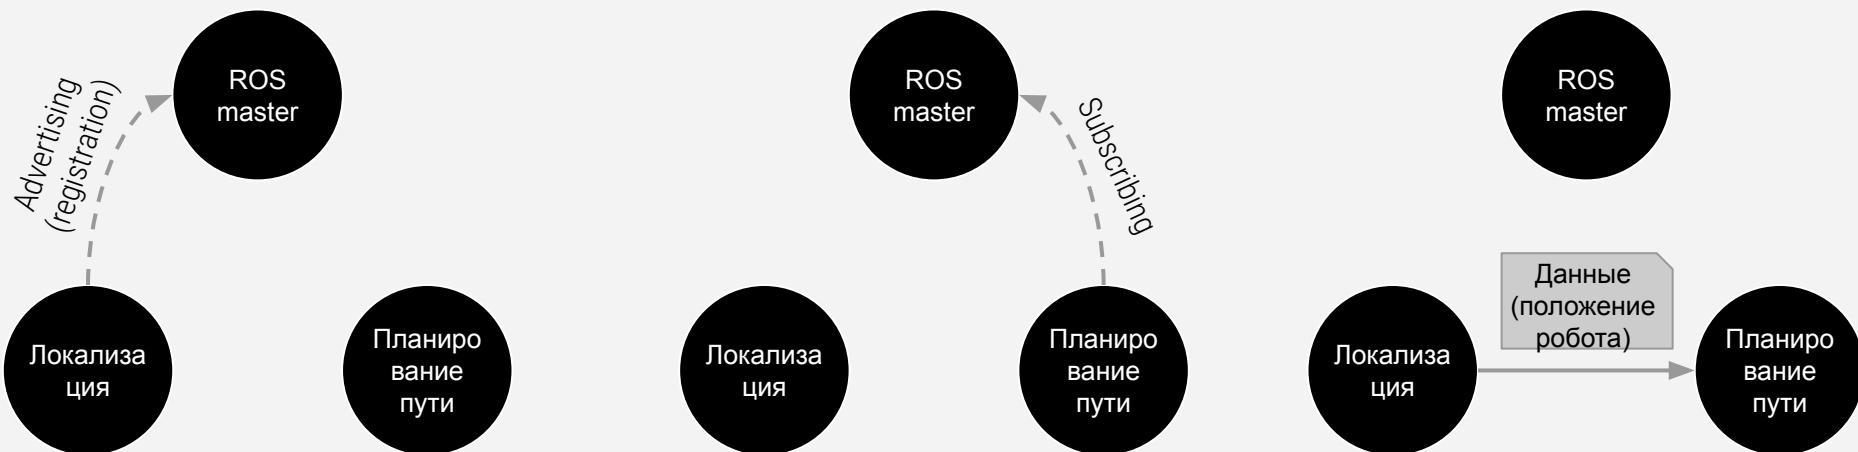 Advertising
(registration)
ROS
master
Локализа
ция
Планиро
вание
пути
ROS
master
Subscribing
Локализа
ция
Планиро
вание
пути
ROS
master
Данные
(положение
робота)
Локализа
ция
Планиро
вание
пути